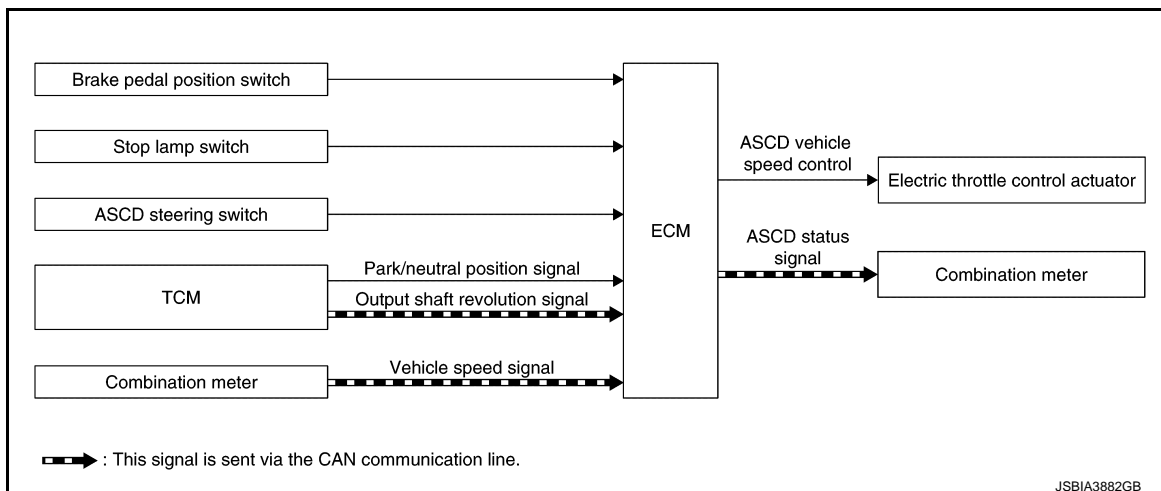 Brake pedal position switch
Stop lamp switch
ASCD steering switch
TCM
Park/neutral position signal
Output shaft revolution signal
Combination meter
Vehicle speed signal
ECM
ASCD vehicle
speed control
Electric throttle control actuator
ASCD status
signal
Combination meter
: This signal is sent via the CAN communication line.
JSBIA3882GB